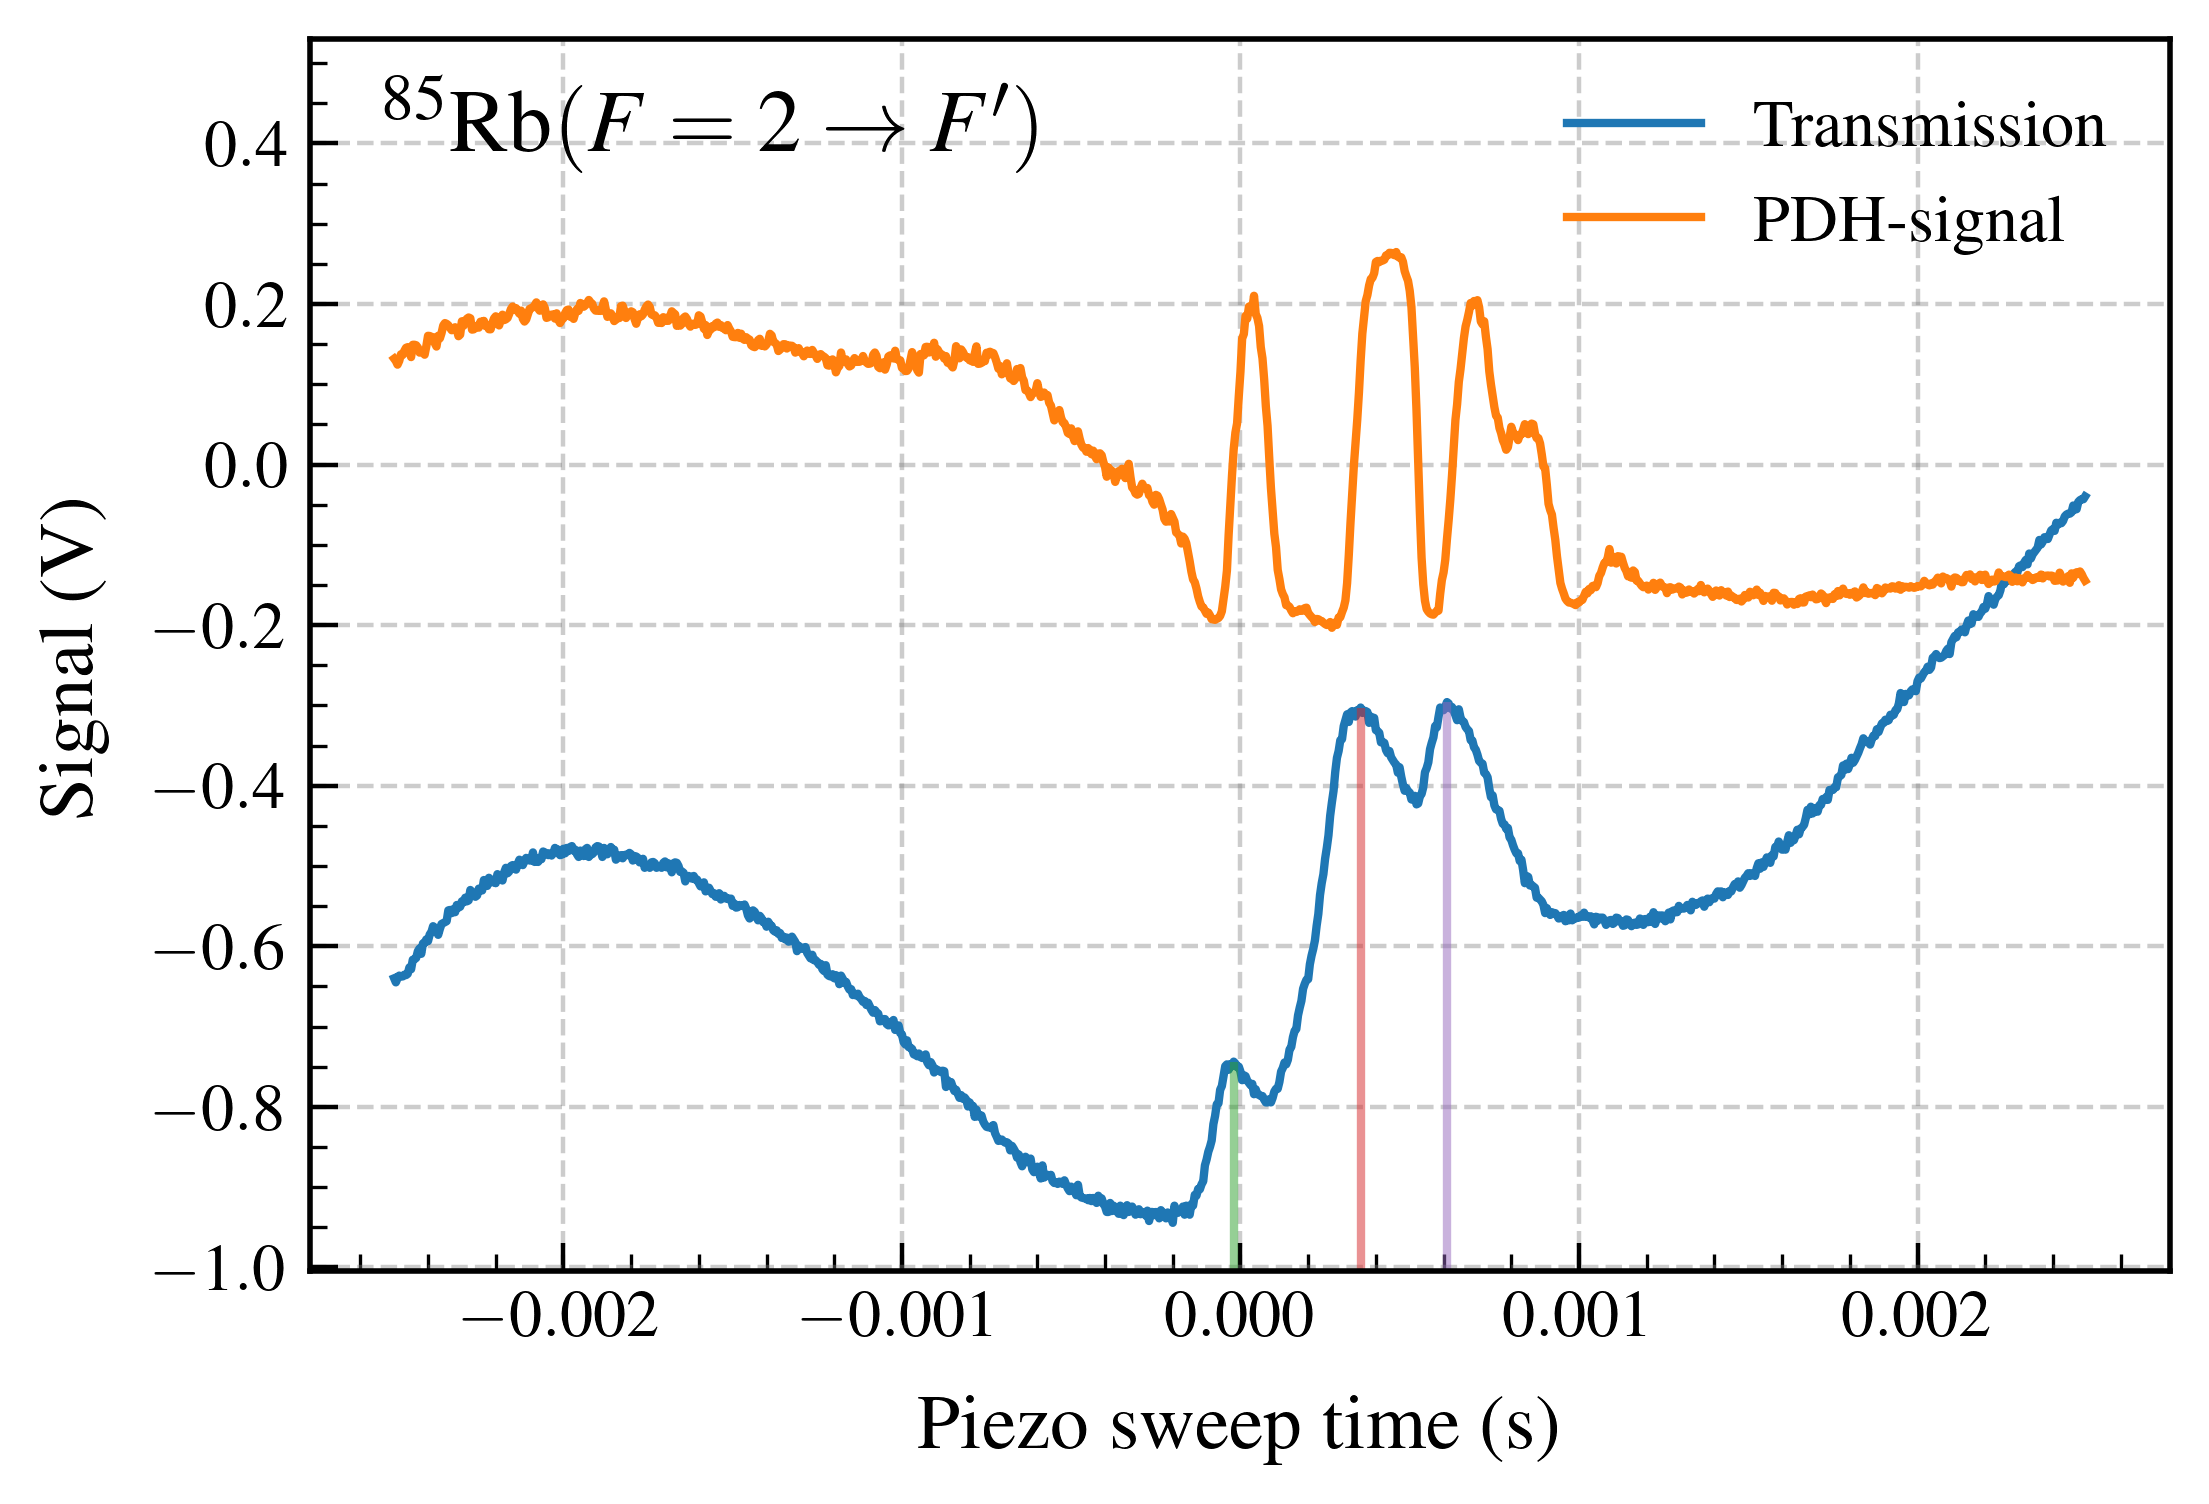 ⁸⁵Rb(F = 2 → F′)
Transmission
PDH-signal
Signal (V)
0.4
0.2
0.0
−0.2
−0.4
−0.6
−0.8
−1.0
−0.002 −0.001 0.000 0.001 0.002
Piezo sweep time (s)